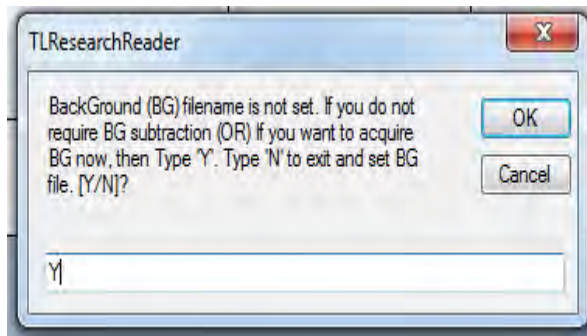 TLResearchReader
X
BackGround (BG) filename is not set. If you do not
require BG subtraction (OR) If you want to acquire
BG now, then Type 'Y'. Type 'N' to exit and set BG
file. [Y/N]?
OK
Cancel
Y